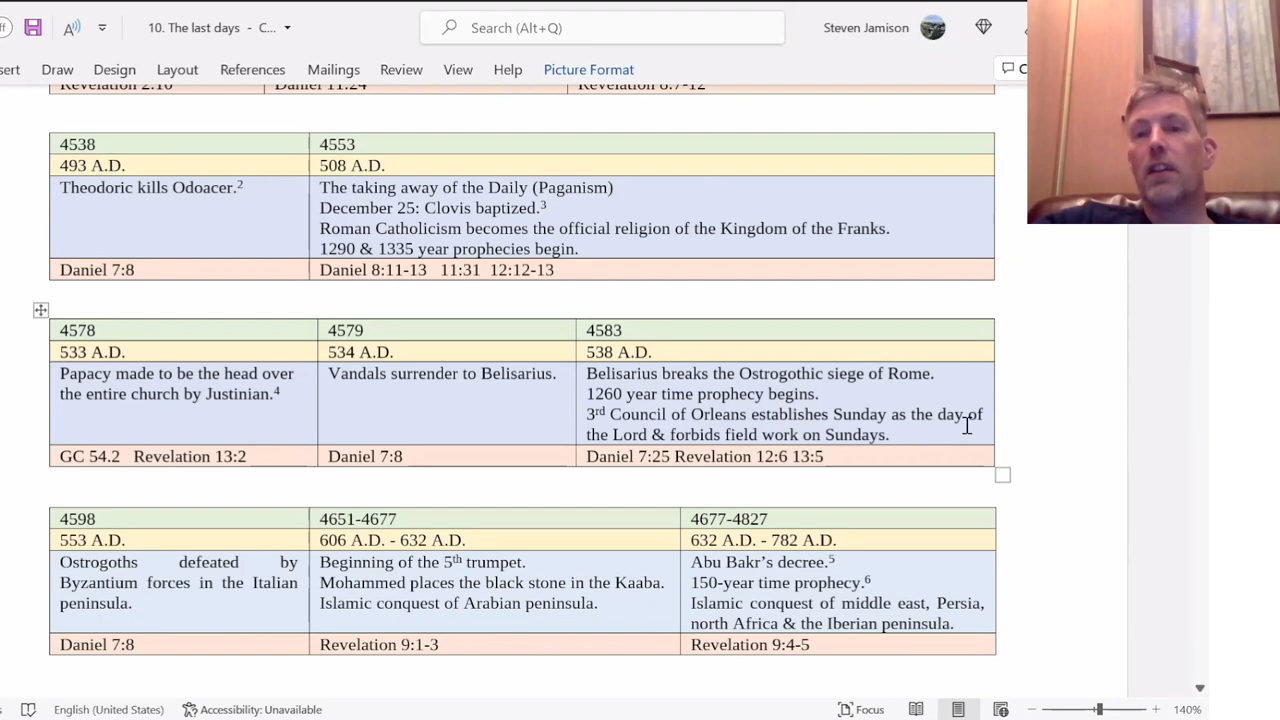 10. The last days - C...
Search (Alt+Q)
Steven Jamison
Draw
Design
Layout
References
Mailings
Review
View
Help
Picture Format
Revelation 2:10
Daniel 11:24
Revelation 8:7-12
4538
4553
493 A.D.
508 A.D.
Theodoric kills Odoacer.2
The taking away of the Daily (Paganism)
December 25: Clovis baptized.3
Roman Catholicism becomes the official religion of the Kingdom of the Franks.
1290 & 1335 year prophecies begin.
Daniel 7:8
Daniel 8:11-13 11:31 12:12-13
4578
4579
4583
533 A.D.
534 A.D.
538 A.D.
Papacy made to be the head over
the entire church by Justinian.4
Vandals surrender to Belisarius.
Belisarius breaks the Ostrogothic siege of Rome.
1260 year time prophecy begins.
3rd Council of Orleans establishes Sunday as the day of
the Lord & forbids field work on Sundays.
GC 54.2 Revelation 13:2
Daniel 7:8
Daniel 7:25 Revelation 12:6 13:5
4598
4651-4677
4677-4827
553 A.D.
606 A.D. - 632 A.D.
632 A.D. - 782 A.D.
Ostrogoths defeated by
Byzantium forces in the Italian
peninsula.
Beginning of the 5th trumpet.
Mohammed places the black stone in the Kaaba.
Islamic conquest of Arabian peninsula.
Abu Bakr's decree.5
150-year time prophecy.6
Islamic conquest of middle east, Persia,
north Africa & the Iberian peninsula.
Daniel 7:8
Revelation 9:1-3
Revelation 9:4-5
English (United States)
Accessibility: Unavailable
Focus
140%